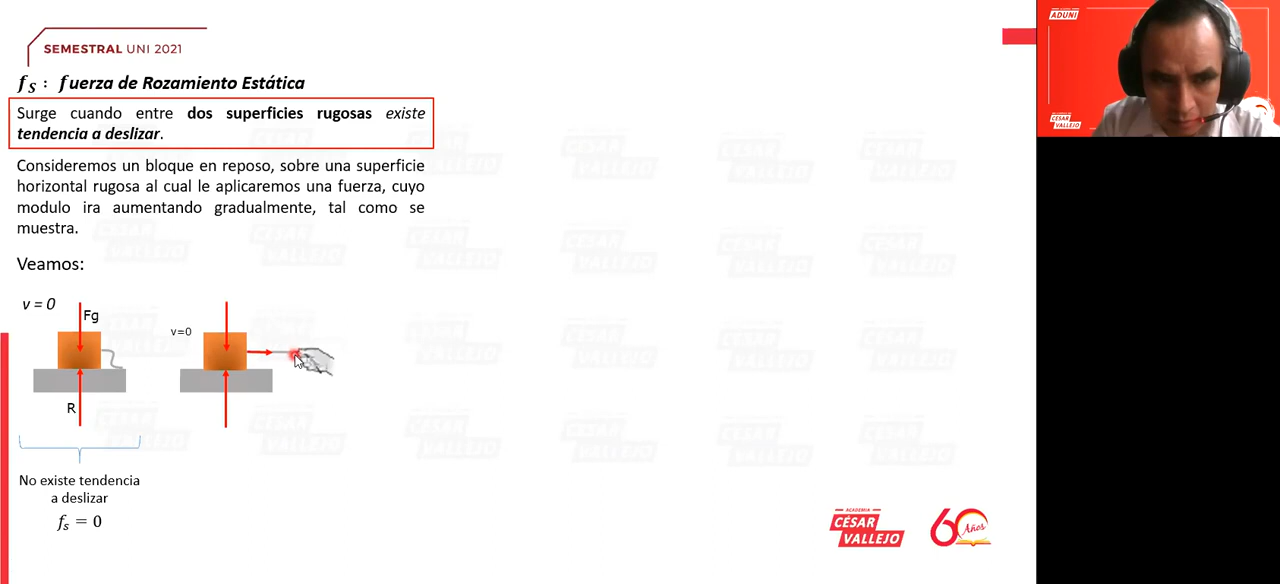 SEMESTRAL UNI 2021
f_S : fuerza de Rozamiento Estática
Surge cuando entre dos superficies rugosas existe
tendencia a deslizar.
Consideremos un bloque en reposo, sobre una superficie
horizontal rugosa al cual le aplicaremos una fuerza, cuyo
modulo ira aumentando gradualmente, tal como se
muestra.
Veamos:
v = 0
Fg
R
v=0
No existe tendencia
a deslizar
f_s = 0
ACADEMIA
CÉSAR
VALLEJO
60 Años
ADUNI
CÉSAR
VALLEJO